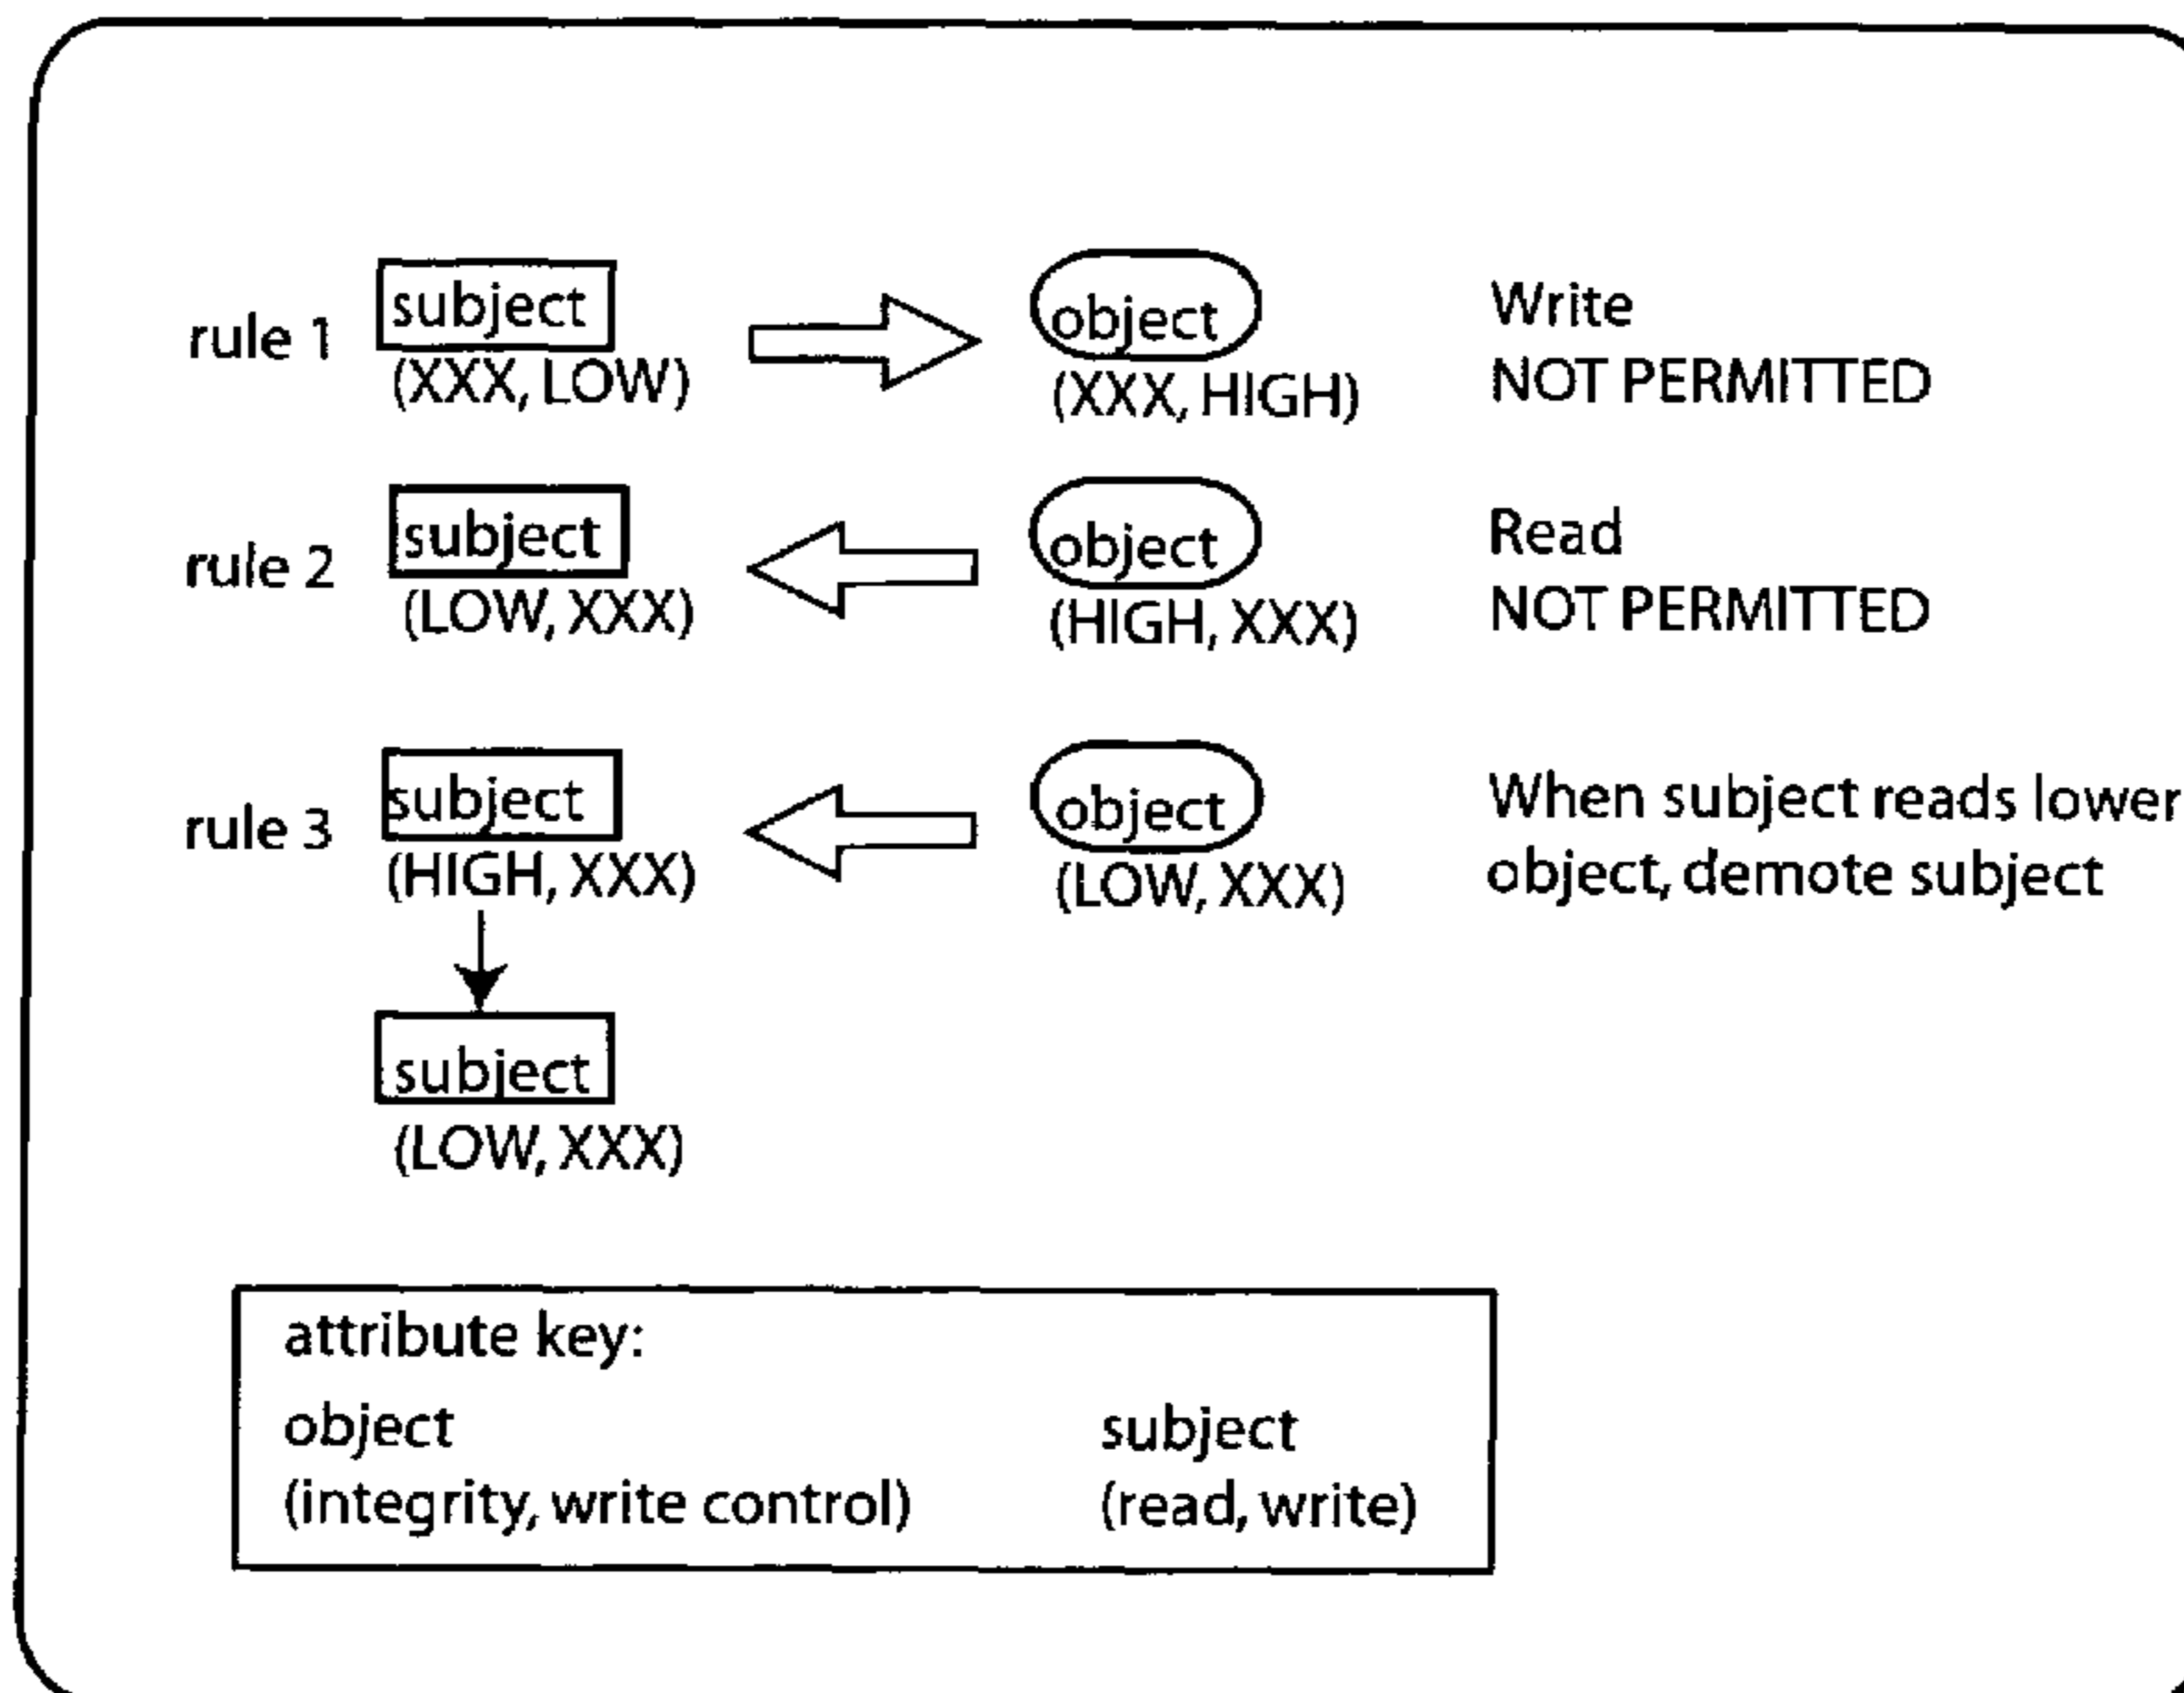 rule 1
subject
(XXX, LOW)
object
(XXX, HIGH)
Write
NOT PERMITTED
rule 2
subject
(LOW, XXX)
object
(HIGH, XXX)
Read
NOT PERMITTED
rule 3
subject
(HIGH, XXX)
object
(LOW, XXX)
When subject reads lower
object, demote subject
subject
(LOW, XXX)
attribute key:
object
(integrity, write control)
subject
(read, write)